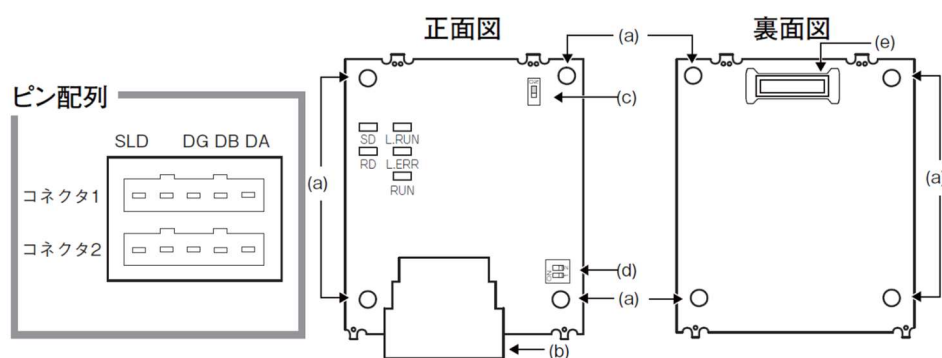 正面図
裏面図
(a)
(e)
ピン配列
SLD DG DB DA
コネクタ1
コネクタ2
(a)
SD L.RUN
RD L.ERR
RUN
(c)
(a)
(d)
(a)
(b)